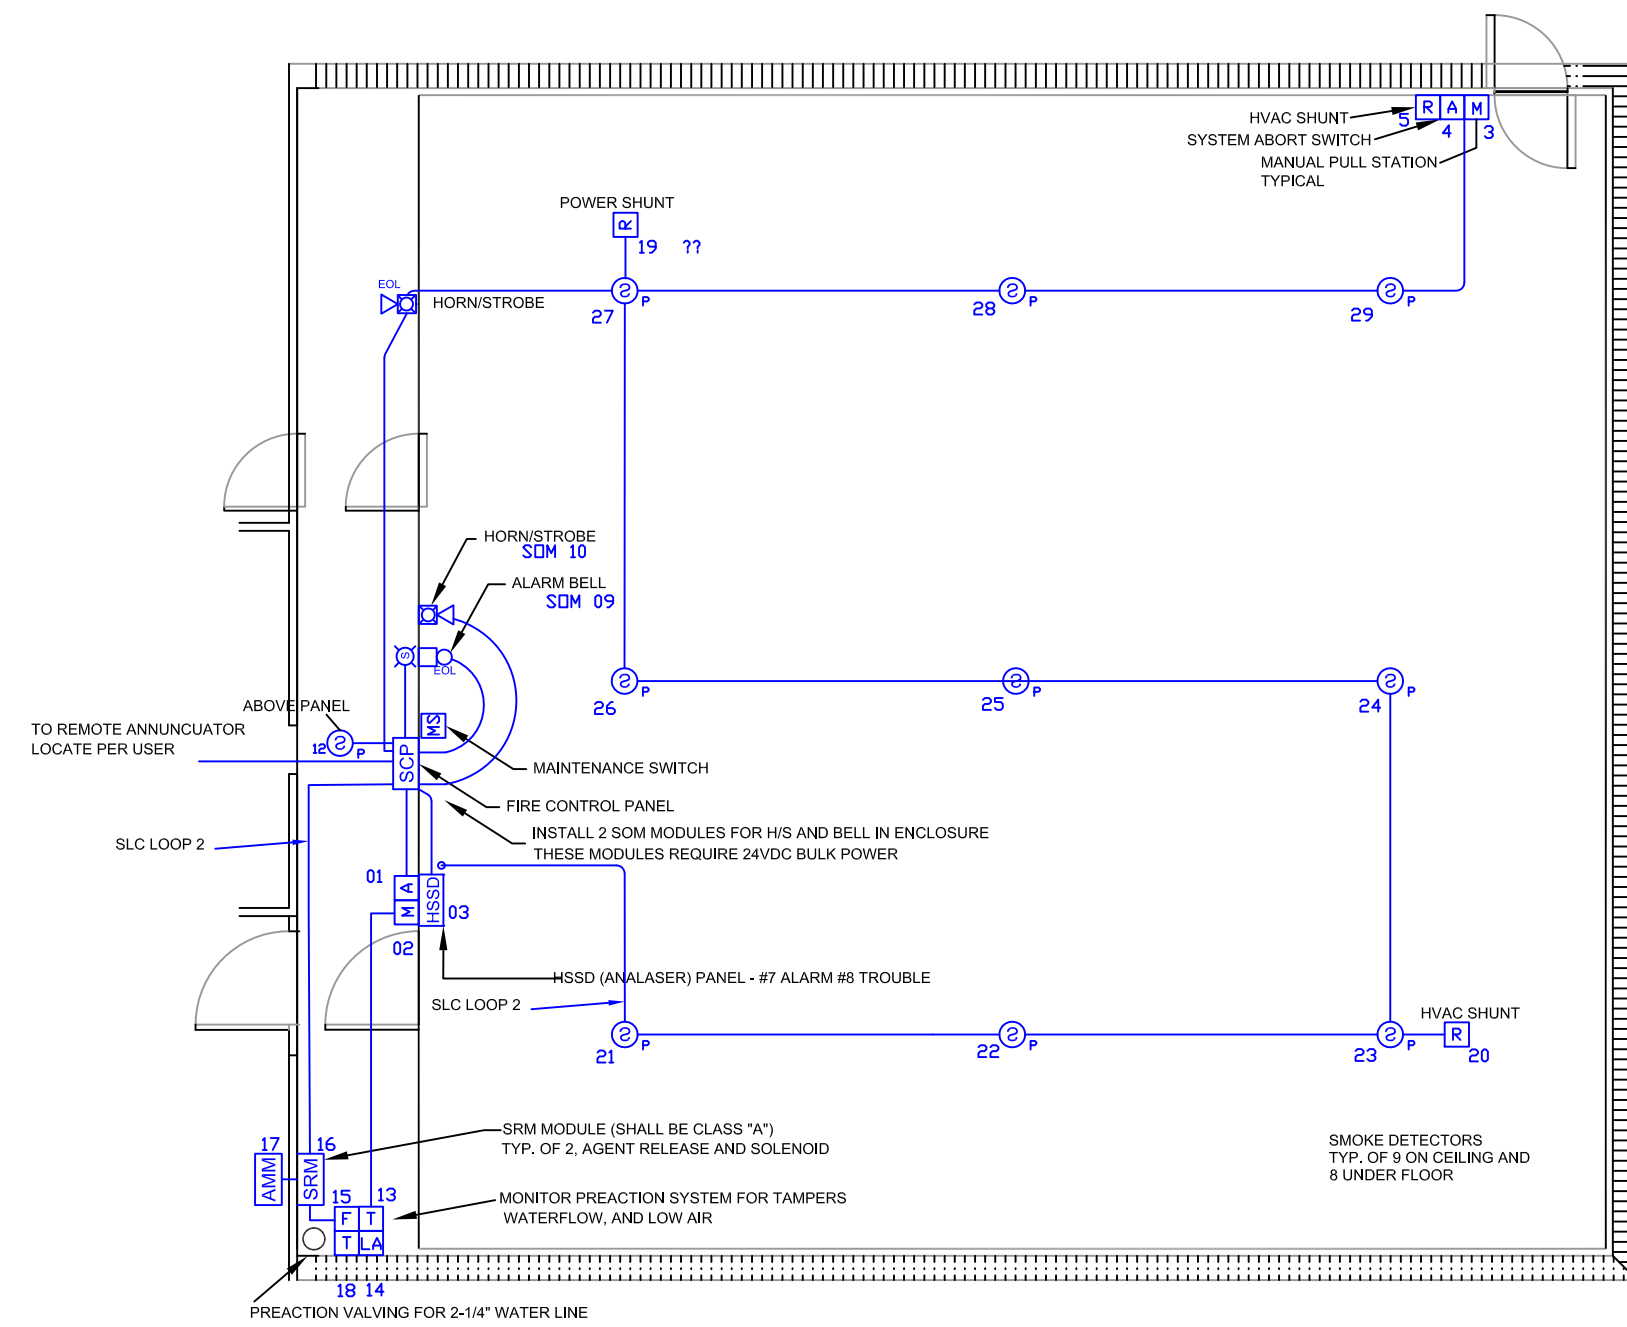 HVAC SHUNT
R A M
5
4
3
SYSTEM ABORT SWITCH
MANUAL PULL STATION
TYPICAL
POWER SHUNT
R
19 ??
EOL
HORN/STROBE
S P
27
S P
28
S P
29
HORN/STROBE
SOM 10
ALARM BELL
SOM 09
S
EOL
S P
26
S P
25
S P
24
ABOVE PANEL
MS
TO REMOTE ANNUNCUATOR
LOCATE PER USER
12 S P
SCP
MAINTENANCE SWITCH
FIRE CONTROL PANEL
INSTALL 2 SOM MODULES FOR H/S AND BELL IN ENCLOSURE
THESE MODULES REQUIRE 24VDC BULK POWER
SLC LOOP 2
01
A
M
HSSD
03
02
HSSD (ANALASER) PANEL - #7 ALARM #8 TROUBLE
SLC LOOP 2
HVAC SHUNT
S P
21
S P
22
S P
23
R
20
SRM MODULE (SHALL BE CLASS "A")
TYP. OF 2, AGENT RELEASE AND SOLENOID
17
16
AMM
SRM
SMOKE DETECTORS
TYP. OF 9 ON CEILING AND
8 UNDER FLOOR
15
13
MONITOR PREACTION SYSTEM FOR TAMPERS
WATERFLOW, AND LOW AIR
F T
T LA
18 14
PREACTION VALVING FOR 2-1/4" WATER LINE